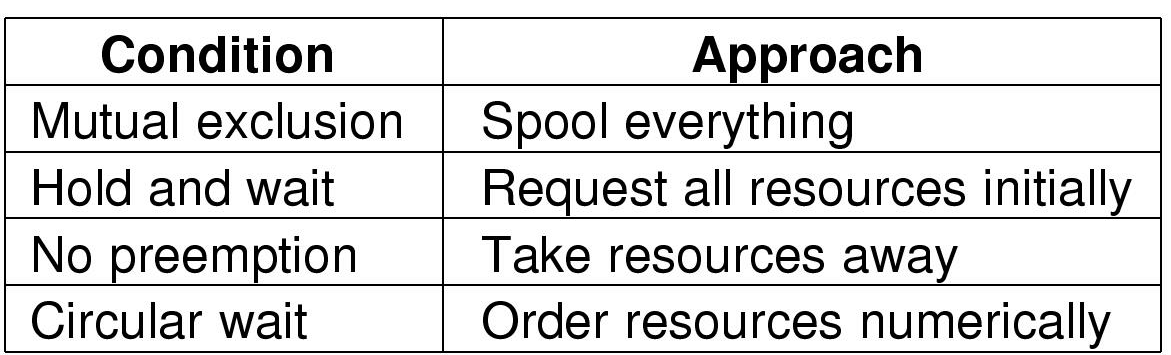 Condition Approach
Mutual exclusion Spool everything
Hold and wait Request all resources initially
No preemption Take resources away
Circular wait Order resources numerically